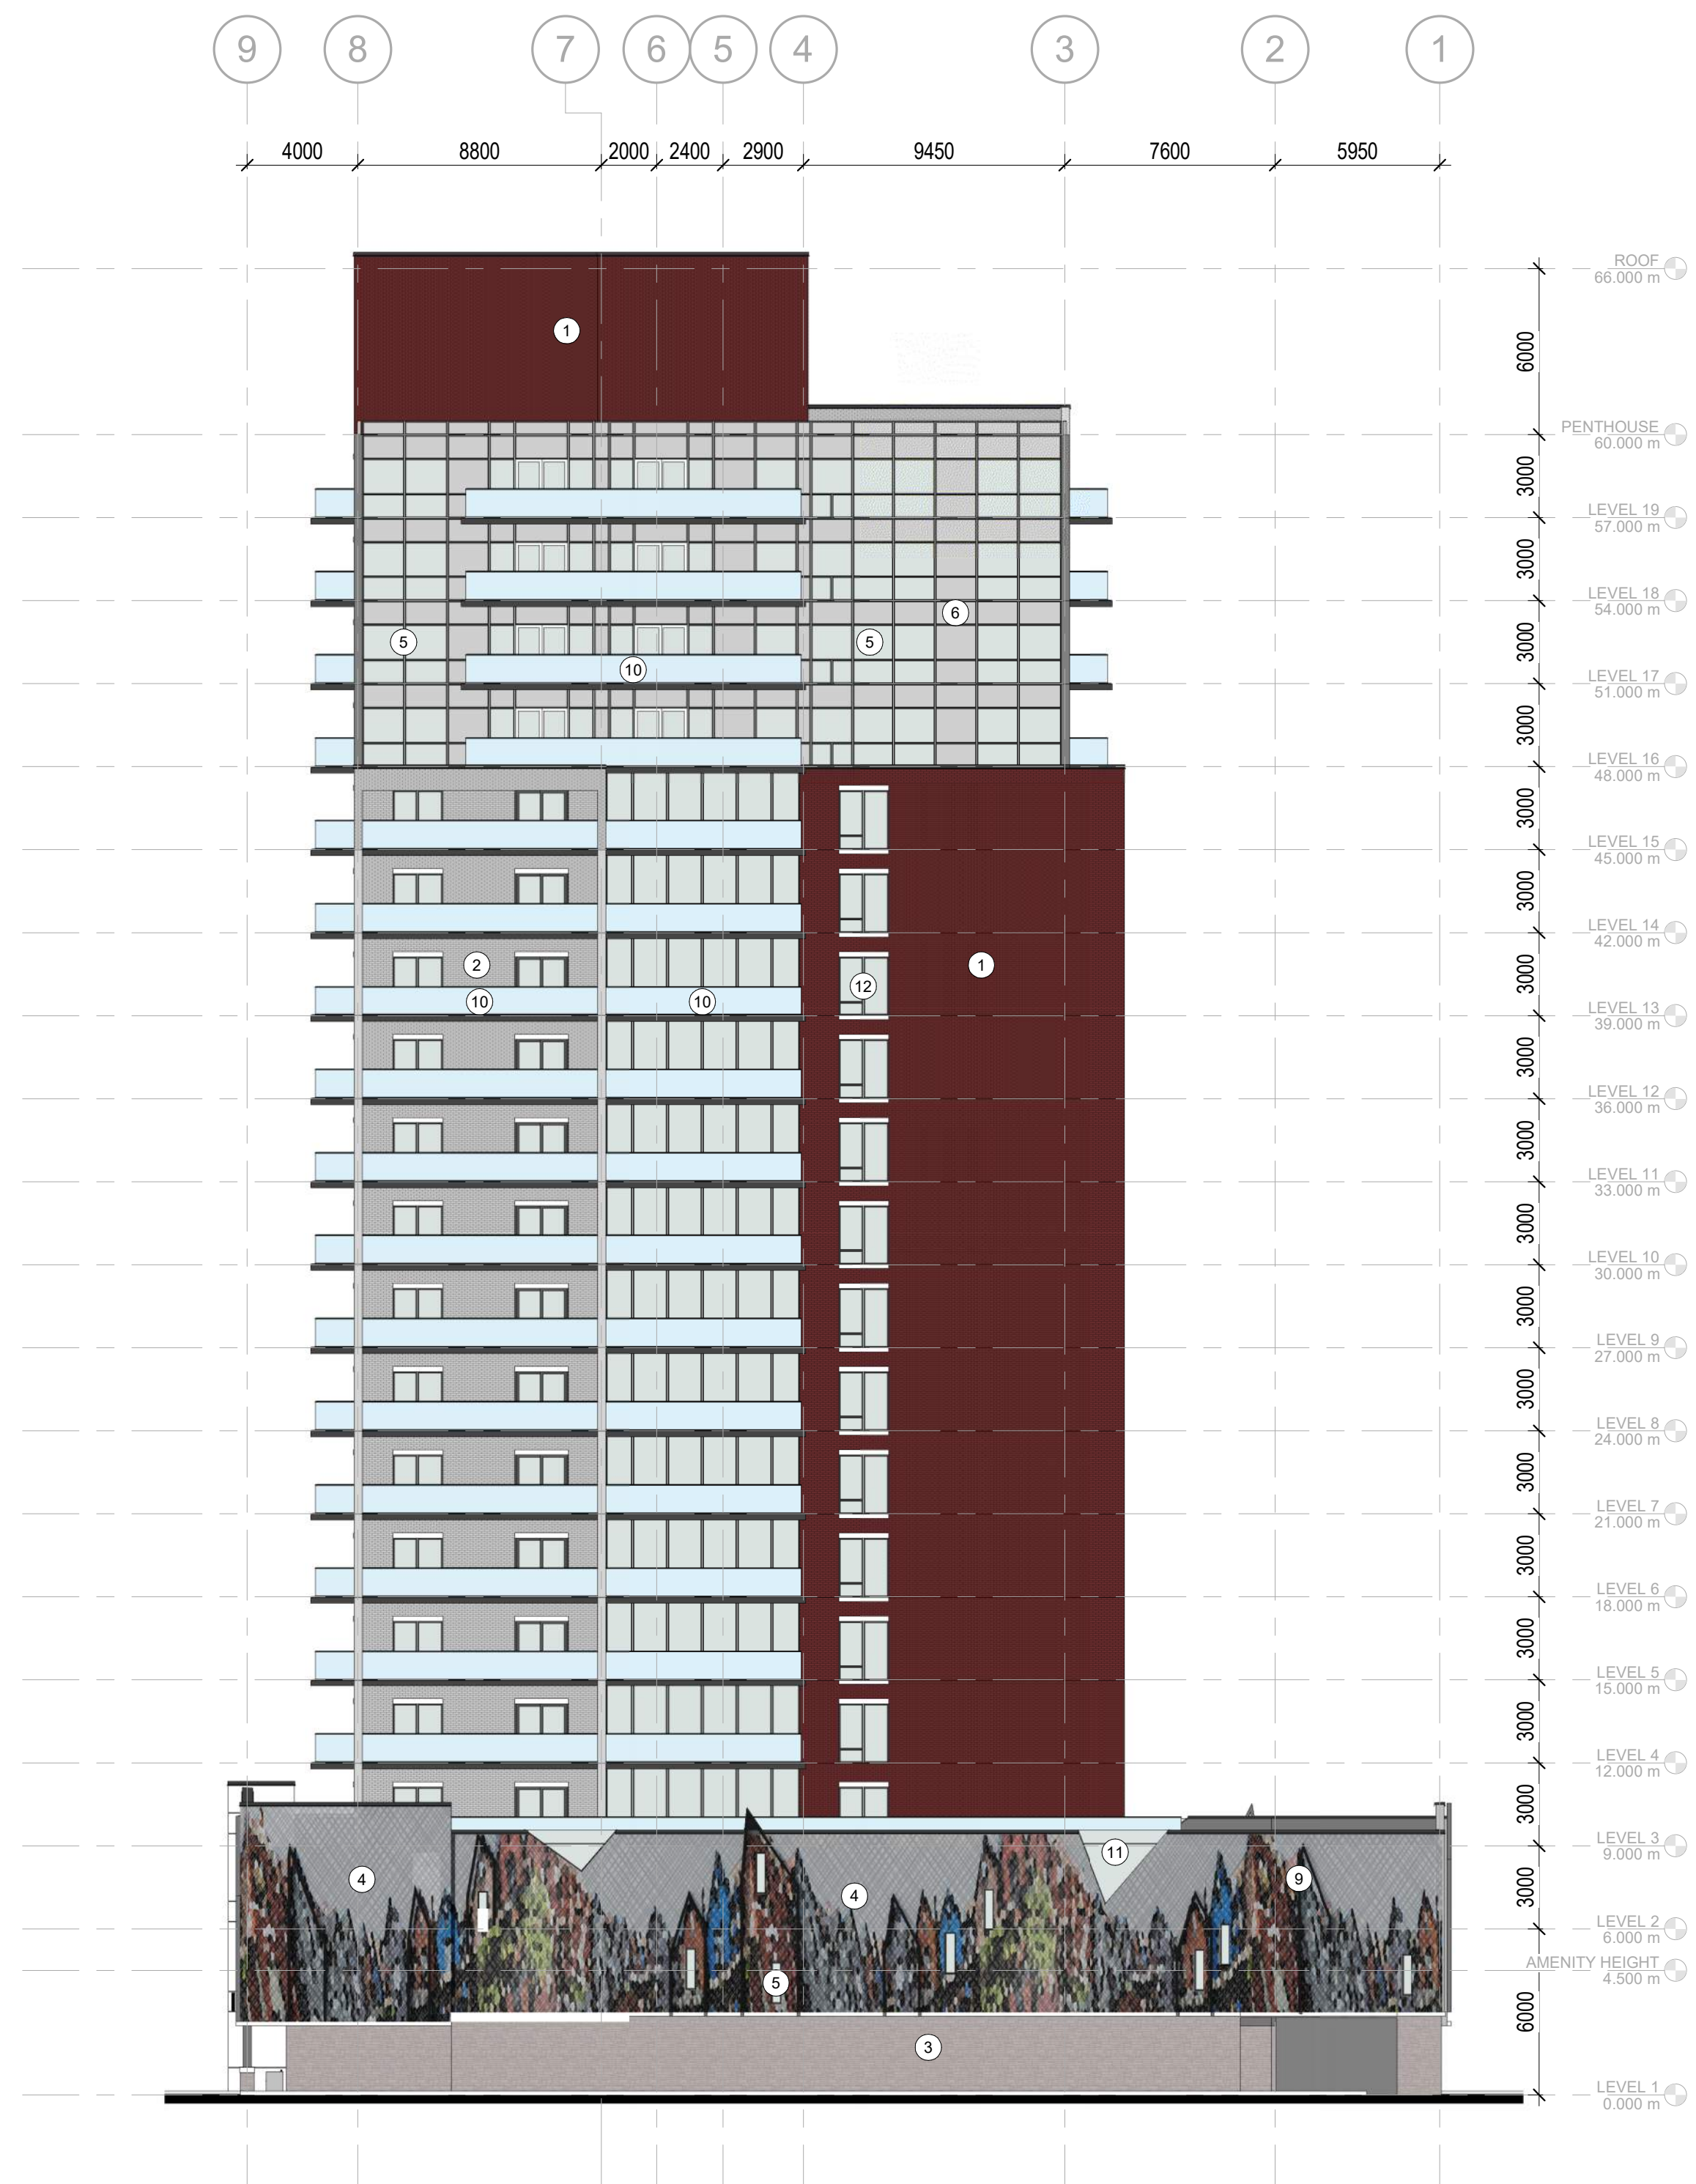 9 8 7 6 5 4 3 2 1
4000 8800 2000 2400 2900 9450 7600 5950
ROOF
66.000 m
1
6000
PENTHOUSE
60.000 m
3000
LEVEL 19
57.000 m
3000
LEVEL 18
54.000 m
6
5 5
3000
10
LEVEL 17
51.000 m
3000
LEVEL 16
48.000 m
3000
LEVEL 15
45.000 m
3000
LEVEL 14
42.000 m
2 1
12
3000
10 10
LEVEL 13
39.000 m
3000
LEVEL 12
36.000 m
3000
LEVEL 11
33.000 m
3000
LEVEL 10
30.000 m
3000
LEVEL 9
27.000 m
3000
LEVEL 8
24.000 m
3000
LEVEL 7
21.000 m
3000
LEVEL 6
18.000 m
3000
LEVEL 5
15.000 m
3000
LEVEL 4
12.000 m
3000
LEVEL 3
9.000 m
11
4 9
4
3000
LEVEL 2
6.000 m
AMENITY HEIGHT
4.500 m
5
6000
3
LEVEL 1
0.000 m